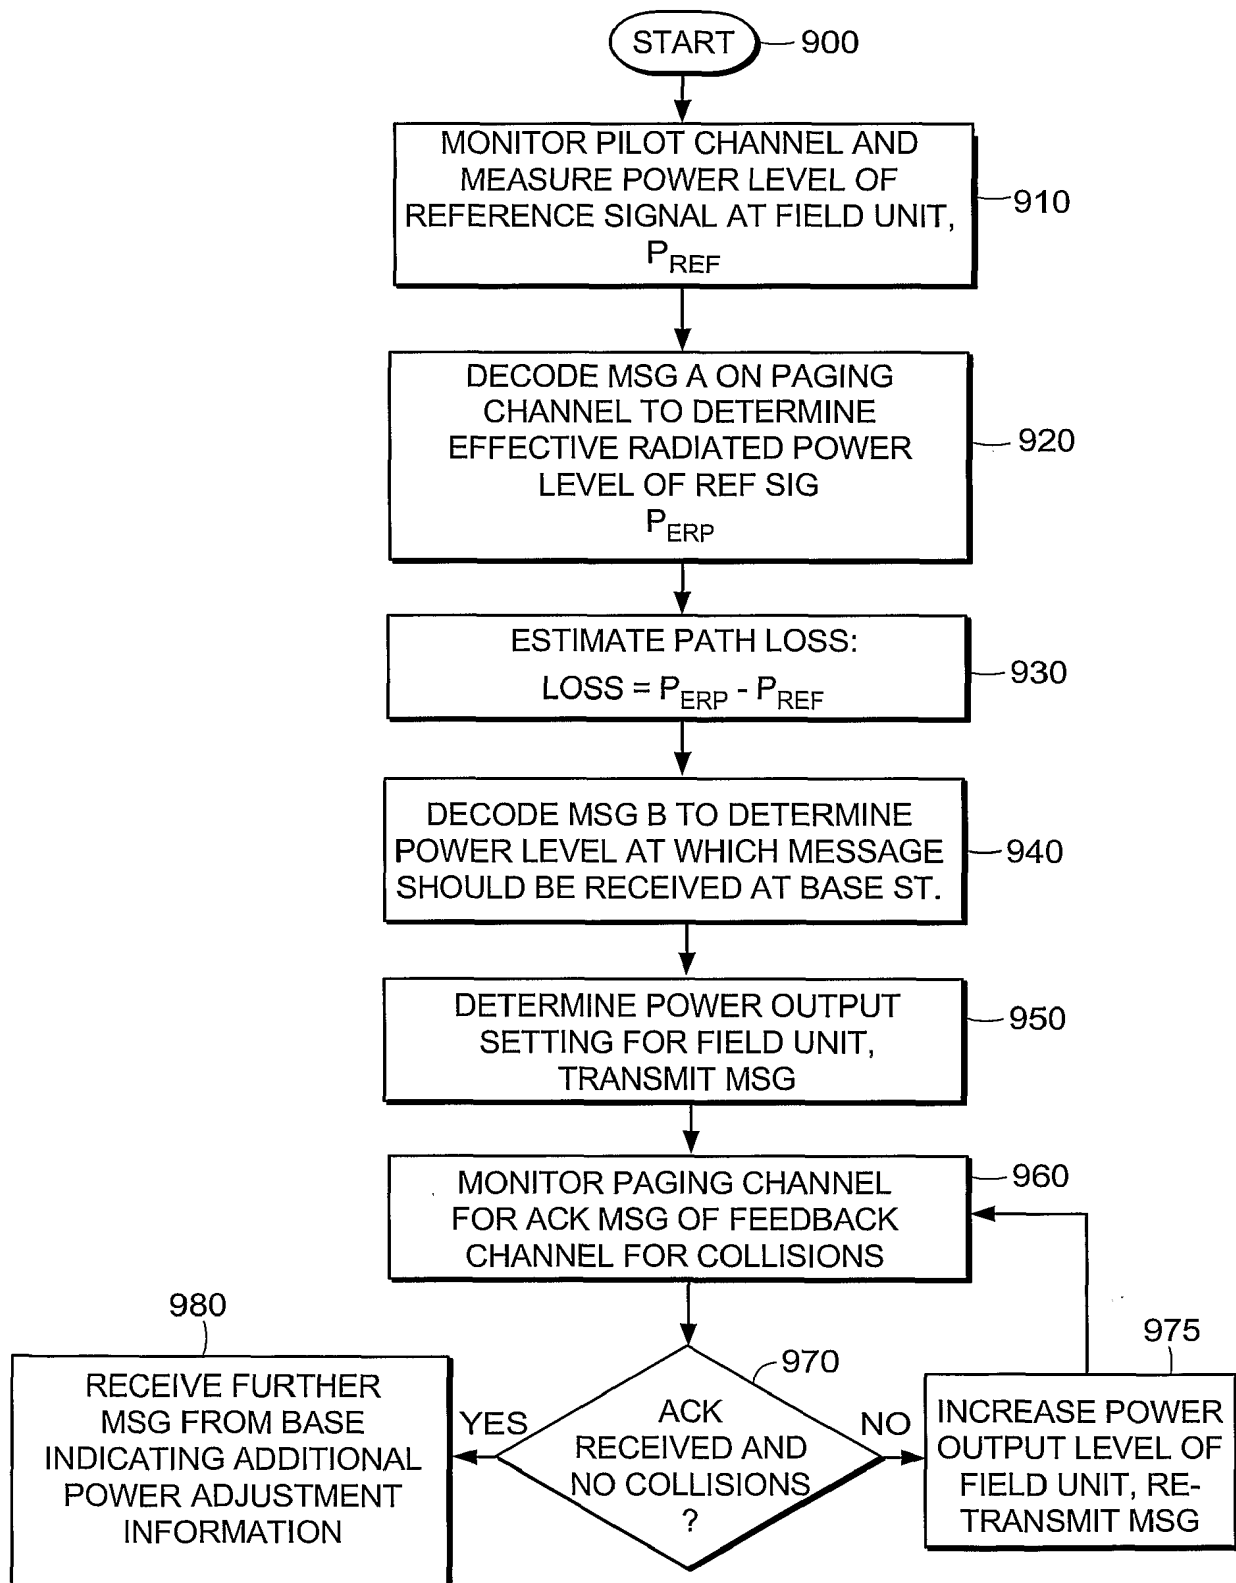 START
900
MONITOR PILOT CHANNEL AND
MEASURE POWER LEVEL OF
REFERENCE SIGNAL AT FIELD UNIT,
PREF
910
DECODE MSG A ON PAGING
CHANNEL TO DETERMINE
EFFECTIVE RADIATED POWER
LEVEL OF REF SIG
PERP
920
ESTIMATE PATH LOSS:
LOSS = PERP - PREF
930
DECODE MSG B TO DETERMINE
POWER LEVEL AT WHICH MESSAGE
SHOULD BE RECEIVED AT BASE ST.
940
DETERMINE POWER OUTPUT
SETTING FOR FIELD UNIT,
TRANSMIT MSG
950
MONITOR PAGING CHANNEL
FOR ACK MSG OF FEEDBACK
CHANNEL FOR COLLISIONS
960
970
ACK
RECEIVED AND
NO COLLISIONS
?
YES
NO
980
RECEIVE FURTHER
MSG FROM BASE
INDICATING ADDITIONAL
POWER ADJUSTMENT
INFORMATION
975
INCREASE POWER
OUTPUT LEVEL OF
FIELD UNIT, RE-
TRANSMIT MSG